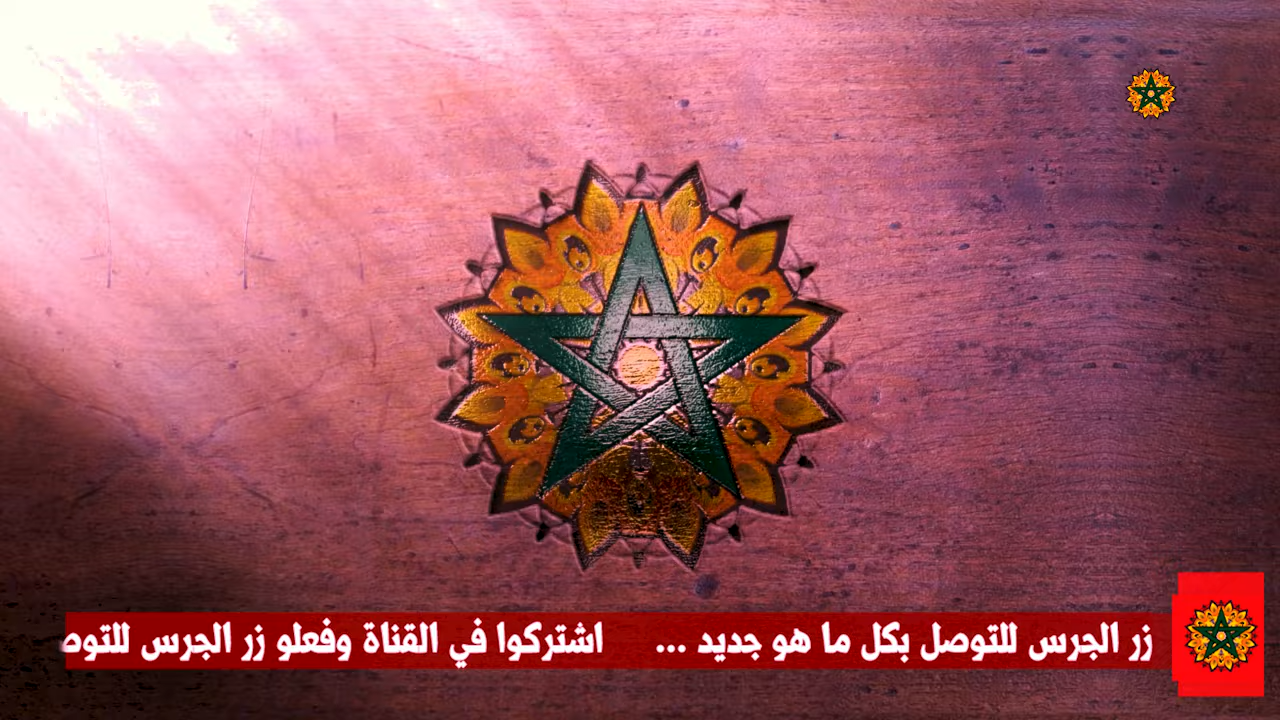 زر الجرس للتوصل بكل ما هو جديد ... اشتركوا في القناة وفعلو زر الجرس